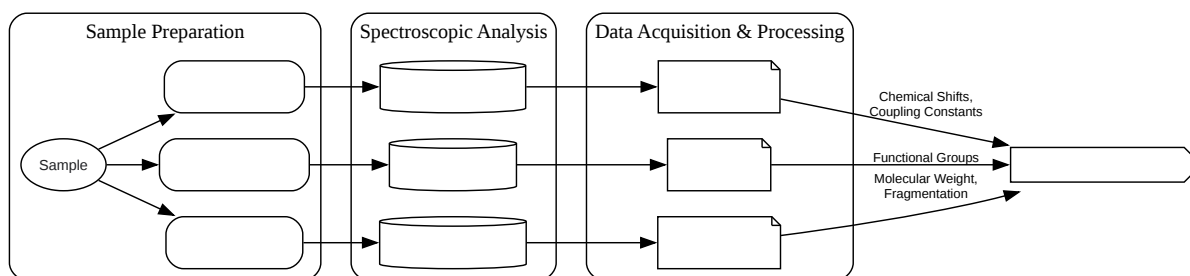 Sample Preparation
Spectroscopic Analysis
Data Acquisition & Processing
Sample
Chemical Shifts,
Coupling Constants
Functional Groups
Molecular Weight,
Fragmentation